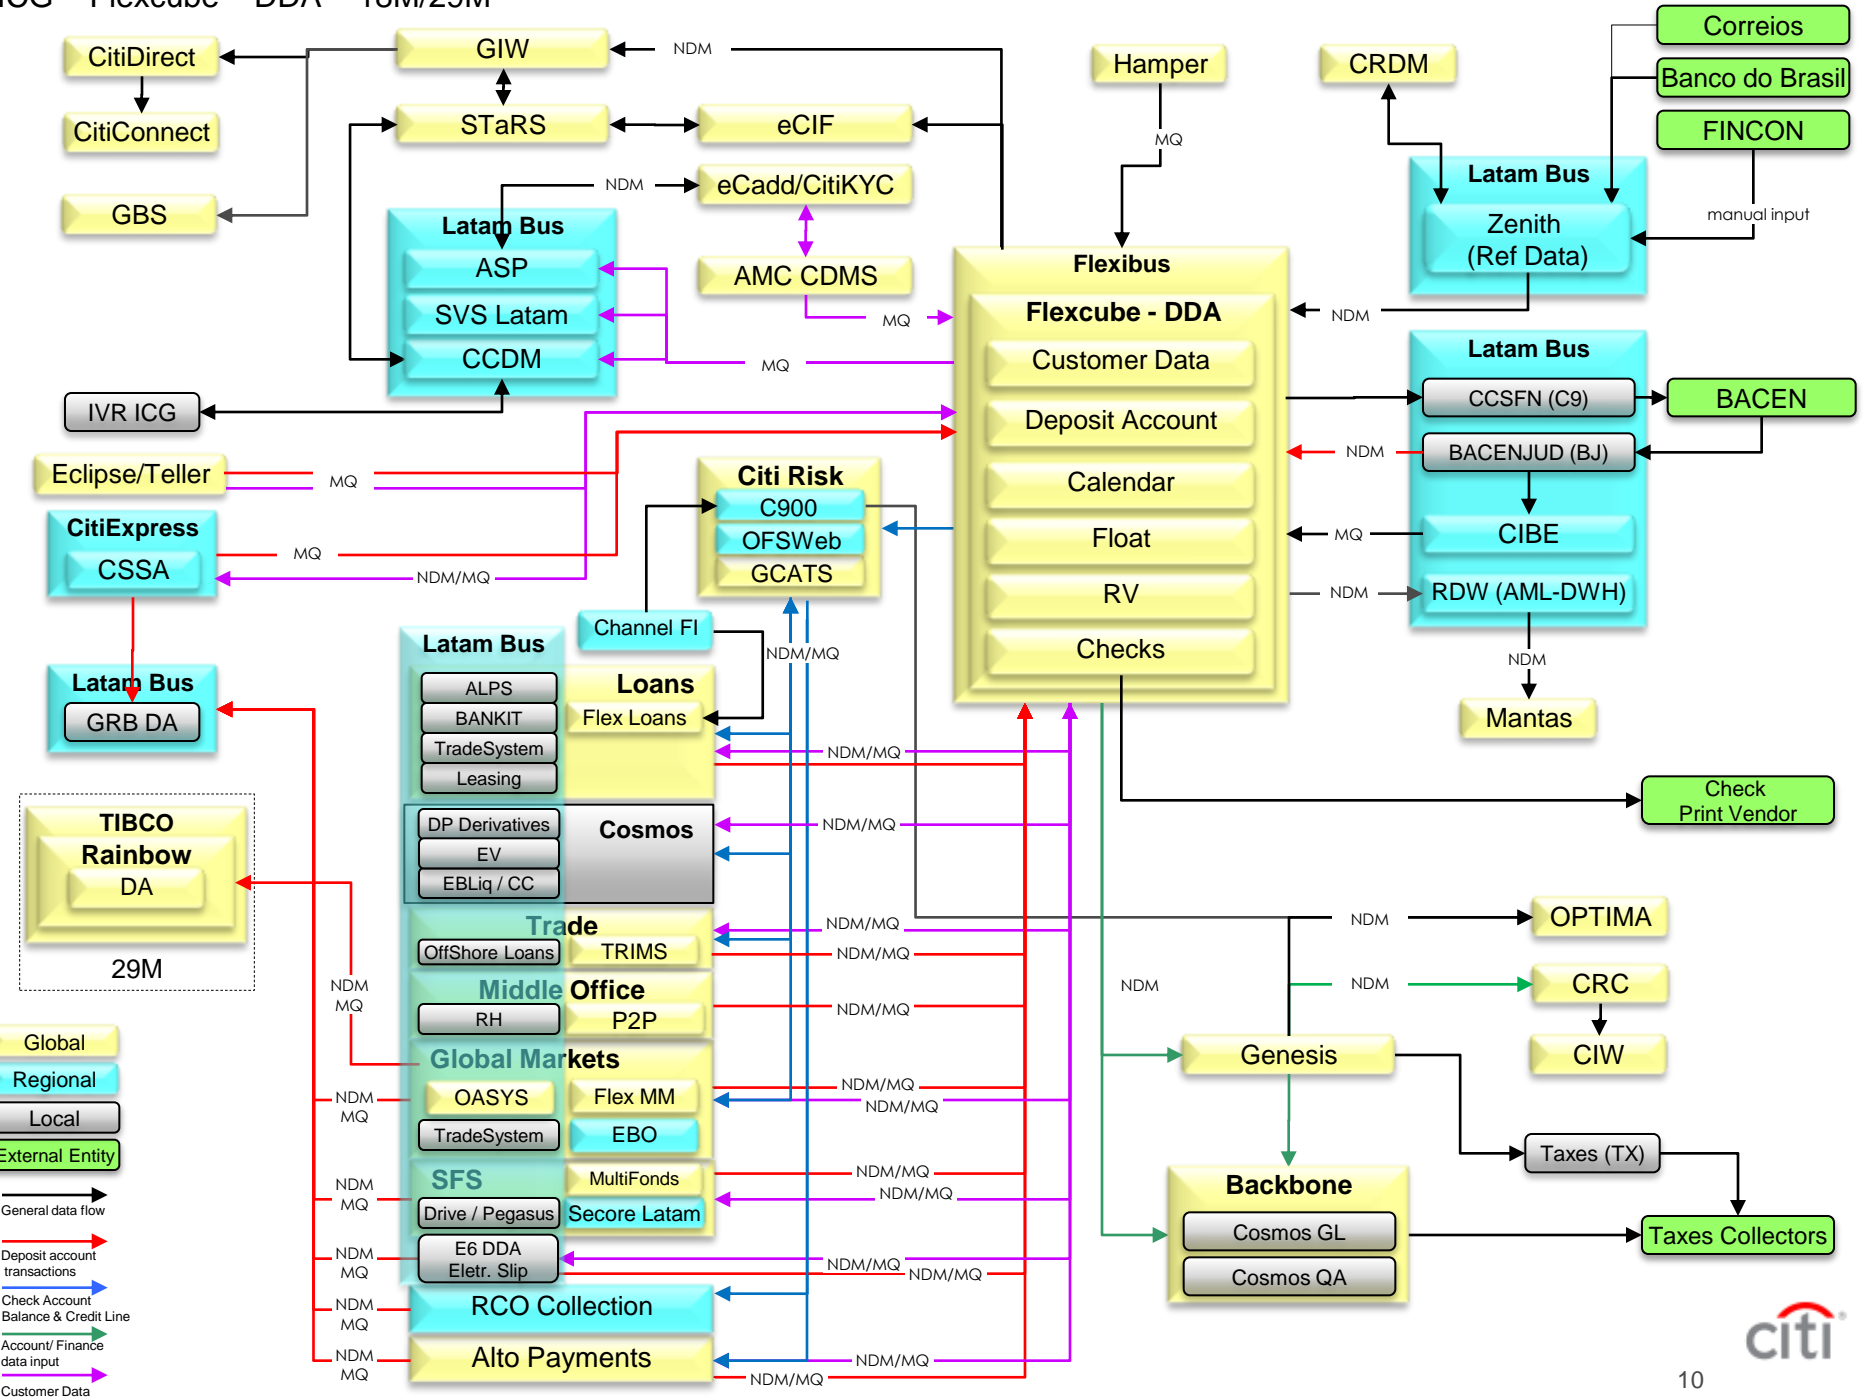 ICG – Flexcube – DDA – 18M/29M
CitiDirect
CitiConnect
GBS
GIW
NDM
STaRS
eCIF
NDM
eCadd/CitiKYC
Latam Bus
ASP
SVS Latam
CCDM
AMC CDMS
MQ
MQ
Hamper
MQ
CRDM
Correios
Banco do Brasil
FINCON
manual input
Latam Bus
Zenith
(Ref Data)
NDM
Flexibus
Flexcube - DDA
Customer Data
Deposit Account
Calendar
Float
RV
Checks
Latam Bus
CCSFN (C9)
BACEN
NDM
BACENJUD (BJ)
MQ
CIBE
NDM
RDW (AML-DWH)
NDM
Mantas
IVR ICG
Eclipse/Teller
MQ
CitiExpress
CSSA
MQ
NDM/MQ
Latam Bus
GRB DA
Citi Risk
C900
OFSWeb
GCATS
Channel FI
NDM/MQ
Latam Bus
ALPS
BANKIT
TradeSystem
Leasing
Loans
Flex Loans
NDM/MQ
DP Derivatives
EV
EBLiq / CC
Cosmos
NDM/MQ
Trade
OffShore Loans
TRIMS
NDM/MQ
NDM/MQ
Middle Office
RH
P2P
NDM/MQ
Global Markets
OASYS
Flex MM
TradeSystem
EBO
NDM/MQ
NDM/MQ
SFS
MultiFonds
Drive / Pegasus
Secore Latam
NDM/MQ
NDM/MQ
E6 DDA
Eletr. Slip
NDM/MQ
NDM/MQ
RCO Collection
Alto Payments
NDM/MQ
NDM/MQ
TIBCO
Rainbow
DA
29M
NDM
MQ
NDM
MQ
NDM
MQ
NDM
MQ
NDM
MQ
NDM
MQ
Check
Print Vendor
NDM
OPTIMA
NDM
NDM
CRC
CIW
Genesis
Taxes (TX)
Backbone
Cosmos GL
Cosmos QA
Taxes Collectors
Global
Regional
Local
External Entity
General data flow
Deposit account
transactions
Check Account
Balance & Credit Line
Account/ Finance
data input
Customer Data
citi
10